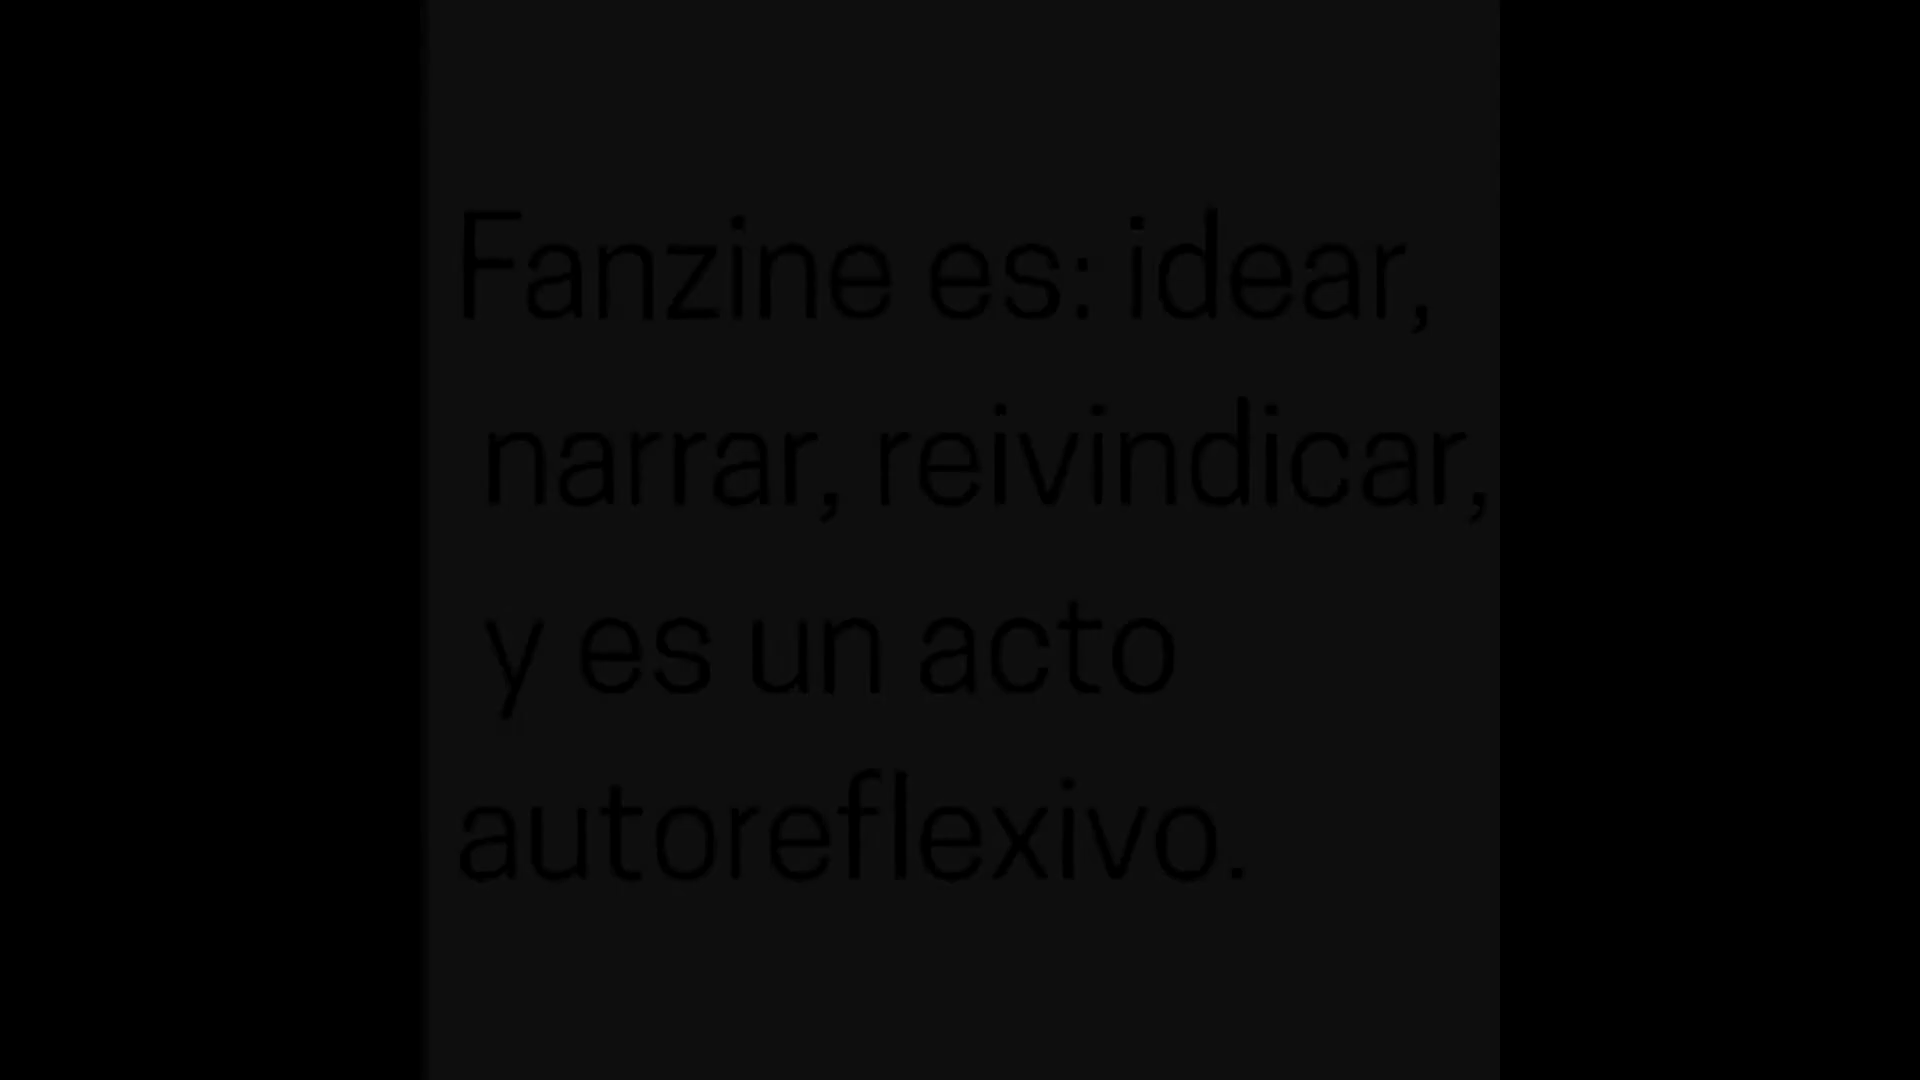 Fanzine es: idear,
narrar, reivindicar,
y es un acto
autoreflexivo.